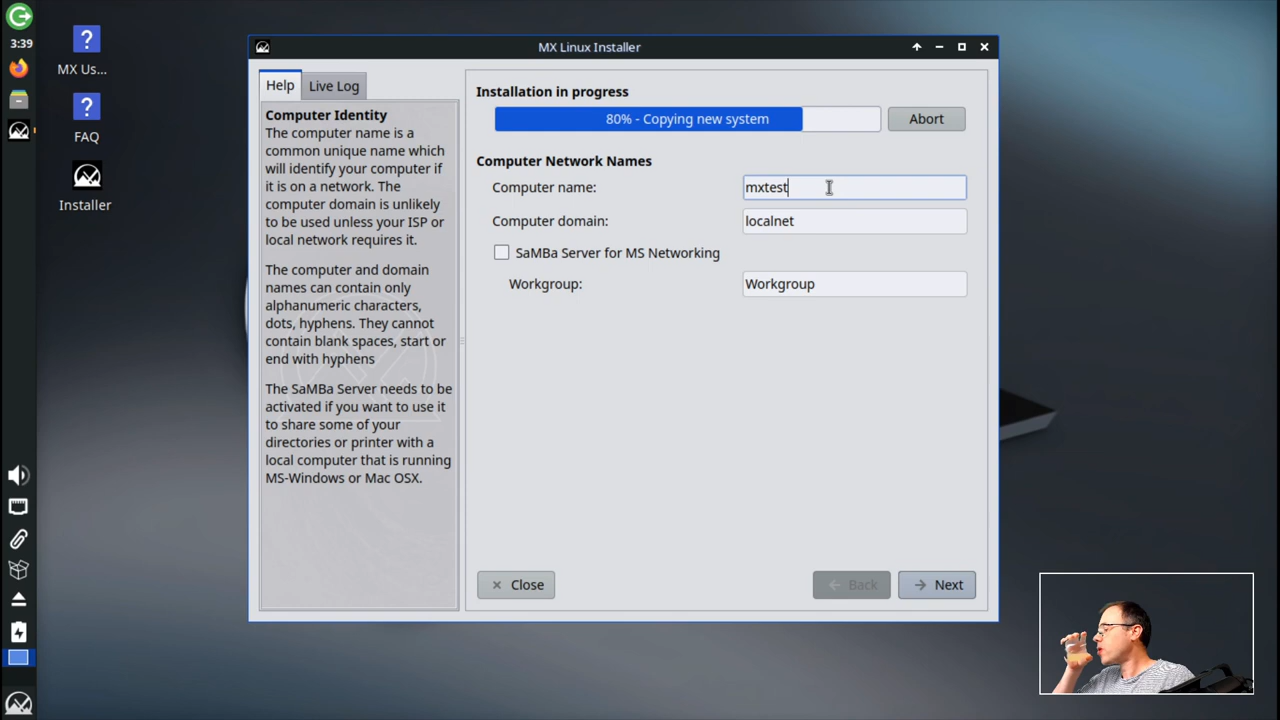 3:39
MX Us...
FAQ
Installer
MX Linux Installer
Help
Live Log
Computer Identity
The computer name is a
common unique name which
will identify your computer if
it is on a network. The
computer domain is unlikely
to be used unless your ISP or
local network requires it.
The computer and domain
names can contain only
alphanumeric characters,
dots, hyphens. They cannot
contain blank spaces, start or
end with hyphens
The SaMBa Server needs to be
activated if you want to use it
to share some of your
directories or printer with a
local computer that is running
MS-Windows or Mac OSX.
Installation in progress
80% - Copying new system
Abort
Computer Network Names
Computer name:
mxtest
Computer domain:
localnet
SaMBa Server for MS Networking
Workgroup:
Workgroup
Close
Back
Next